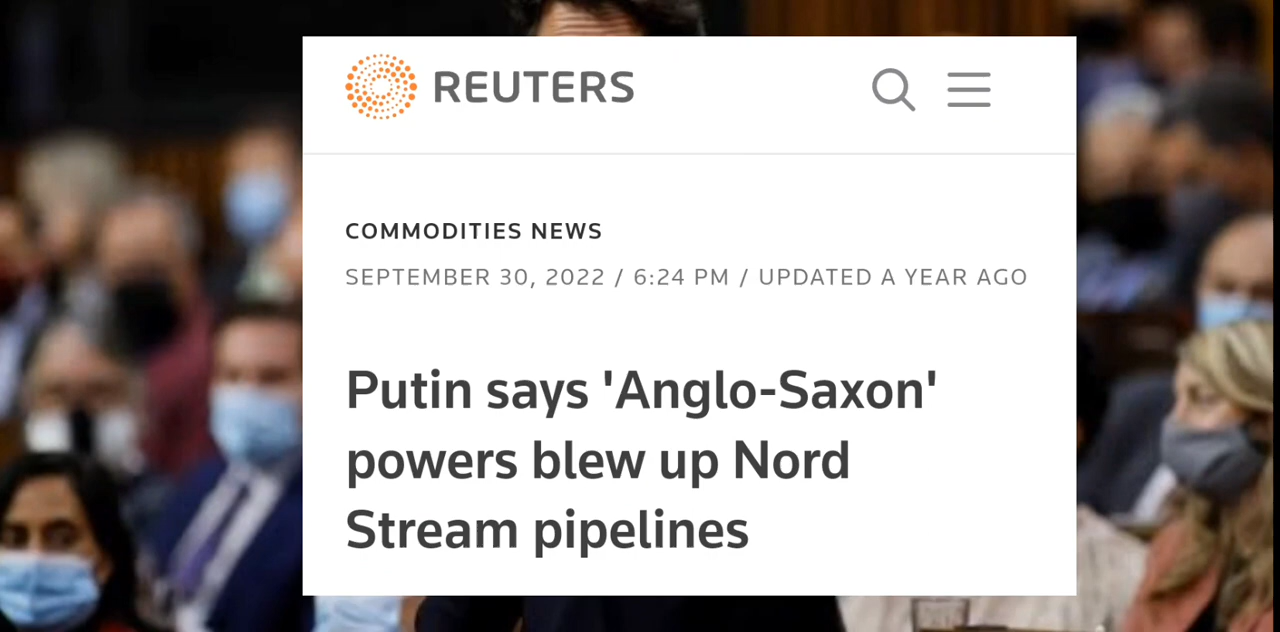 REUTERS
COMMODITIES NEWS
SEPTEMBER 30, 2022 / 6:24 PM / UPDATED A YEAR AGO
Putin says 'Anglo-Saxon'
powers blew up Nord
Stream pipelines